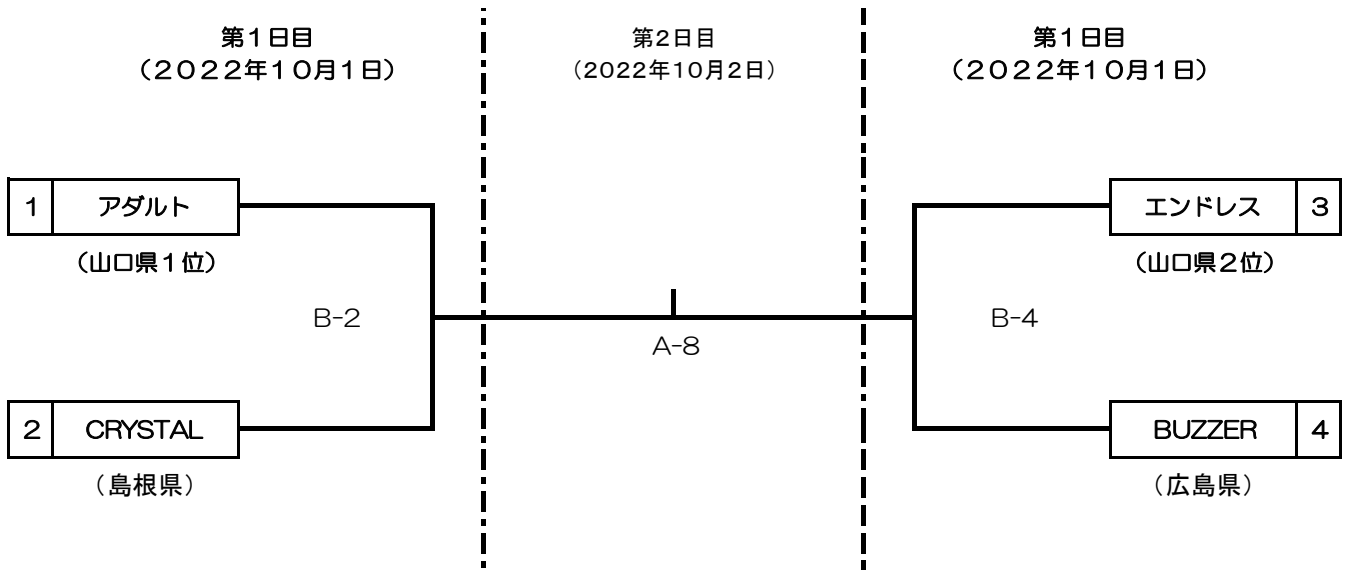 第１日目
（２０２２年１０月１日）
第2日目
（2022年10月2日）
第１日目
（２０２２年１０月１日）
1 アダルト
（山口県１位）
エンドレス 3
（山口県２位）
B-2
A-8
B-4
2 CRYSTAL
（島根県）
BUZZER 4
（広島県）